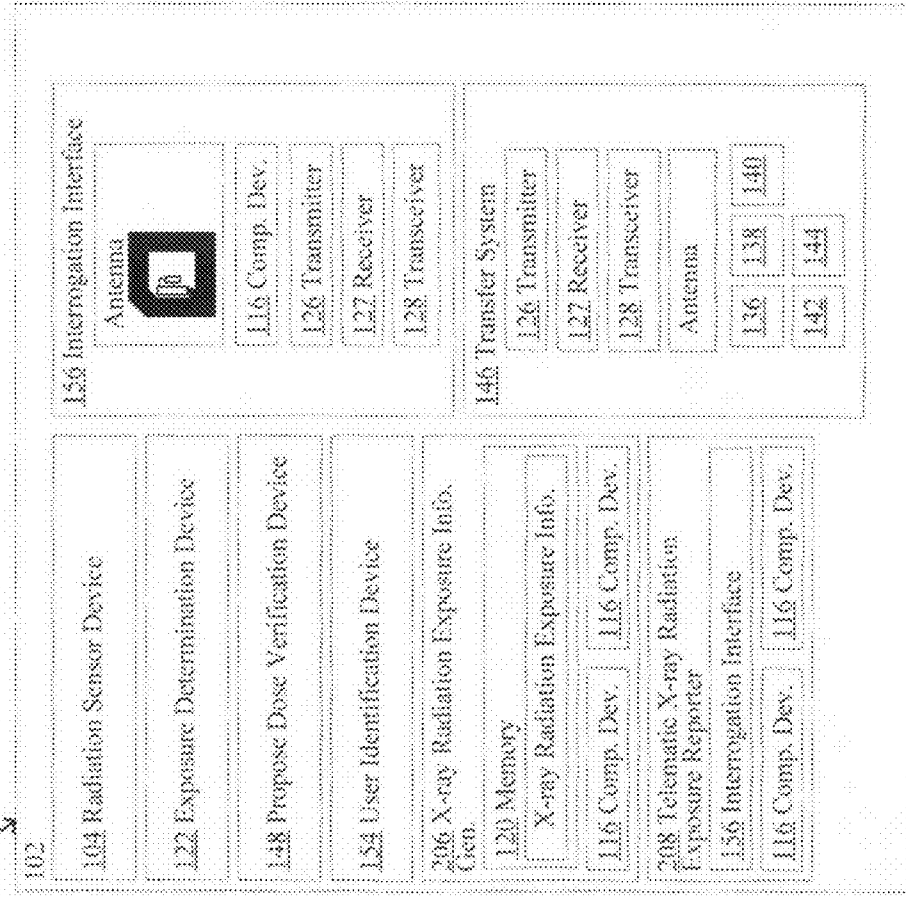 102
104 Radiation Sensor Device
122 Exposure Determination Device
148 Propose Dose Verification Device
154 User Identification Device
206 X-ray Radiation Exposure Info.
Gen.
120 Memory
X-ray Radiation Exposure Info.
116 Comp. Dev.
116 Comp. Dev.
208 Telematic X-ray Radiation
Exposure Reporter
156 Interrogation Interface
116 Comp. Dev.
116 Comp. Dev.
156 Interrogation Interface
Antenna
116 Comp. Dev.
126 Transmitter
127 Receiver
128 Transceiver
146 Transfer System
126 Transmitter
127 Receiver
128 Transceiver
Antenna
136
138
140
142
144